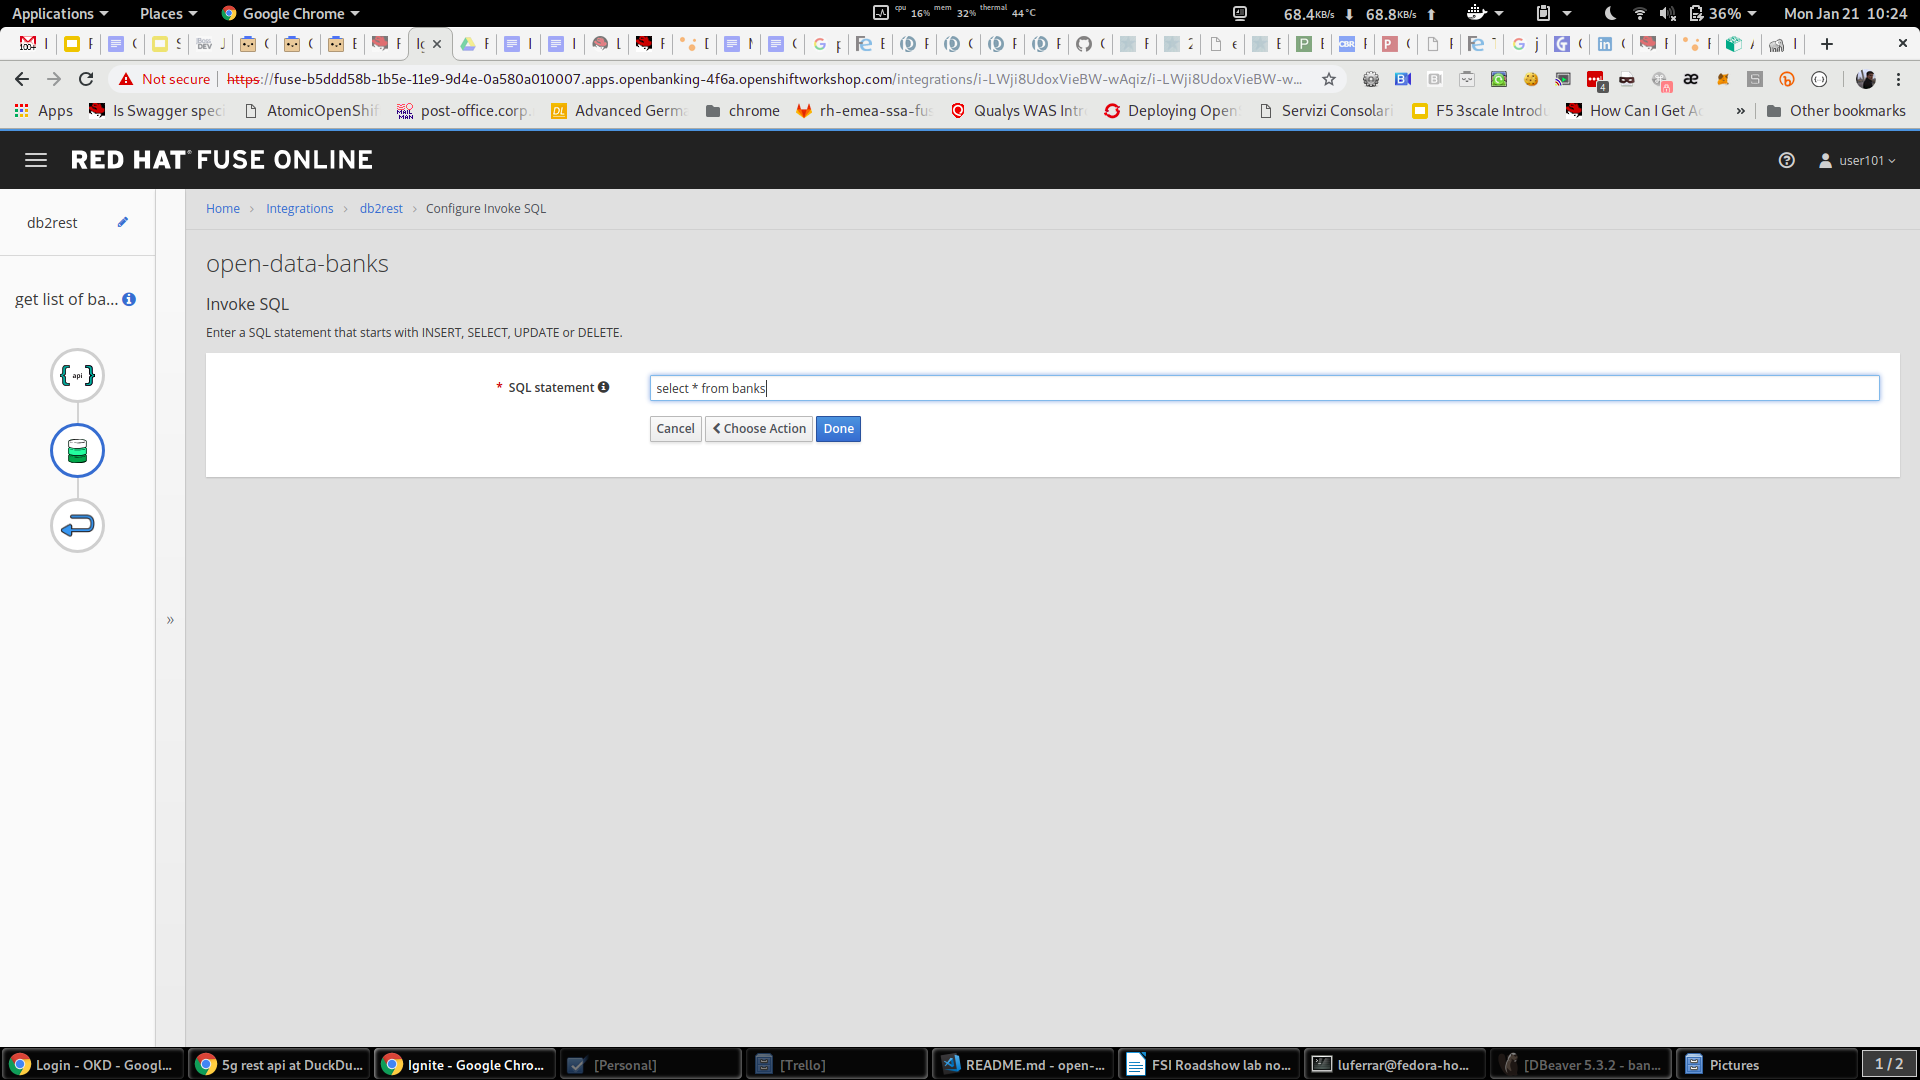 Applications Places Google Chrome cpu 16% mem 32% thermal 44°C 68.4KB/s 68.8KB/s 36% Mon Jan 21 10:24
Not secure https://fuse-b5ddd58b-1b5e-11e9-9d4e-0a580a010007.apps.openbanking-4f6a.openshiftworkshop.com/integrations/i-LWji8UdoxVieBW-wAqiz/i-LWji8UdoxVieBW-w...
Apps Is Swagger spec AtomicOpenShif post-office.corp. Advanced Germa chrome rh-emea-ssa-fus Qualys WAS Intr Deploying Open Servizi Consolari F5 3scale Introdu How Can I Get Ac » Other bookmarks
RED HAT® FUSE ONLINE user101
db2rest
Home > Integrations > db2rest > Configure Invoke SQL
open-data-banks
get list of ba...
Invoke SQL
Enter a SQL statement that starts with INSERT, SELECT, UPDATE or DELETE.
{ api }
* SQL statement select * from banks
Cancel < Choose Action Done
»
Login - OKD - Googl... 5g rest api at DuckDu... Ignite - Google Chro... [Personal] [Trello] README.md - open-... FSI Roadshow lab no... luferrar@fedora-ho... [DBeaver 5.3.2 - ban... Pictures 1 / 2